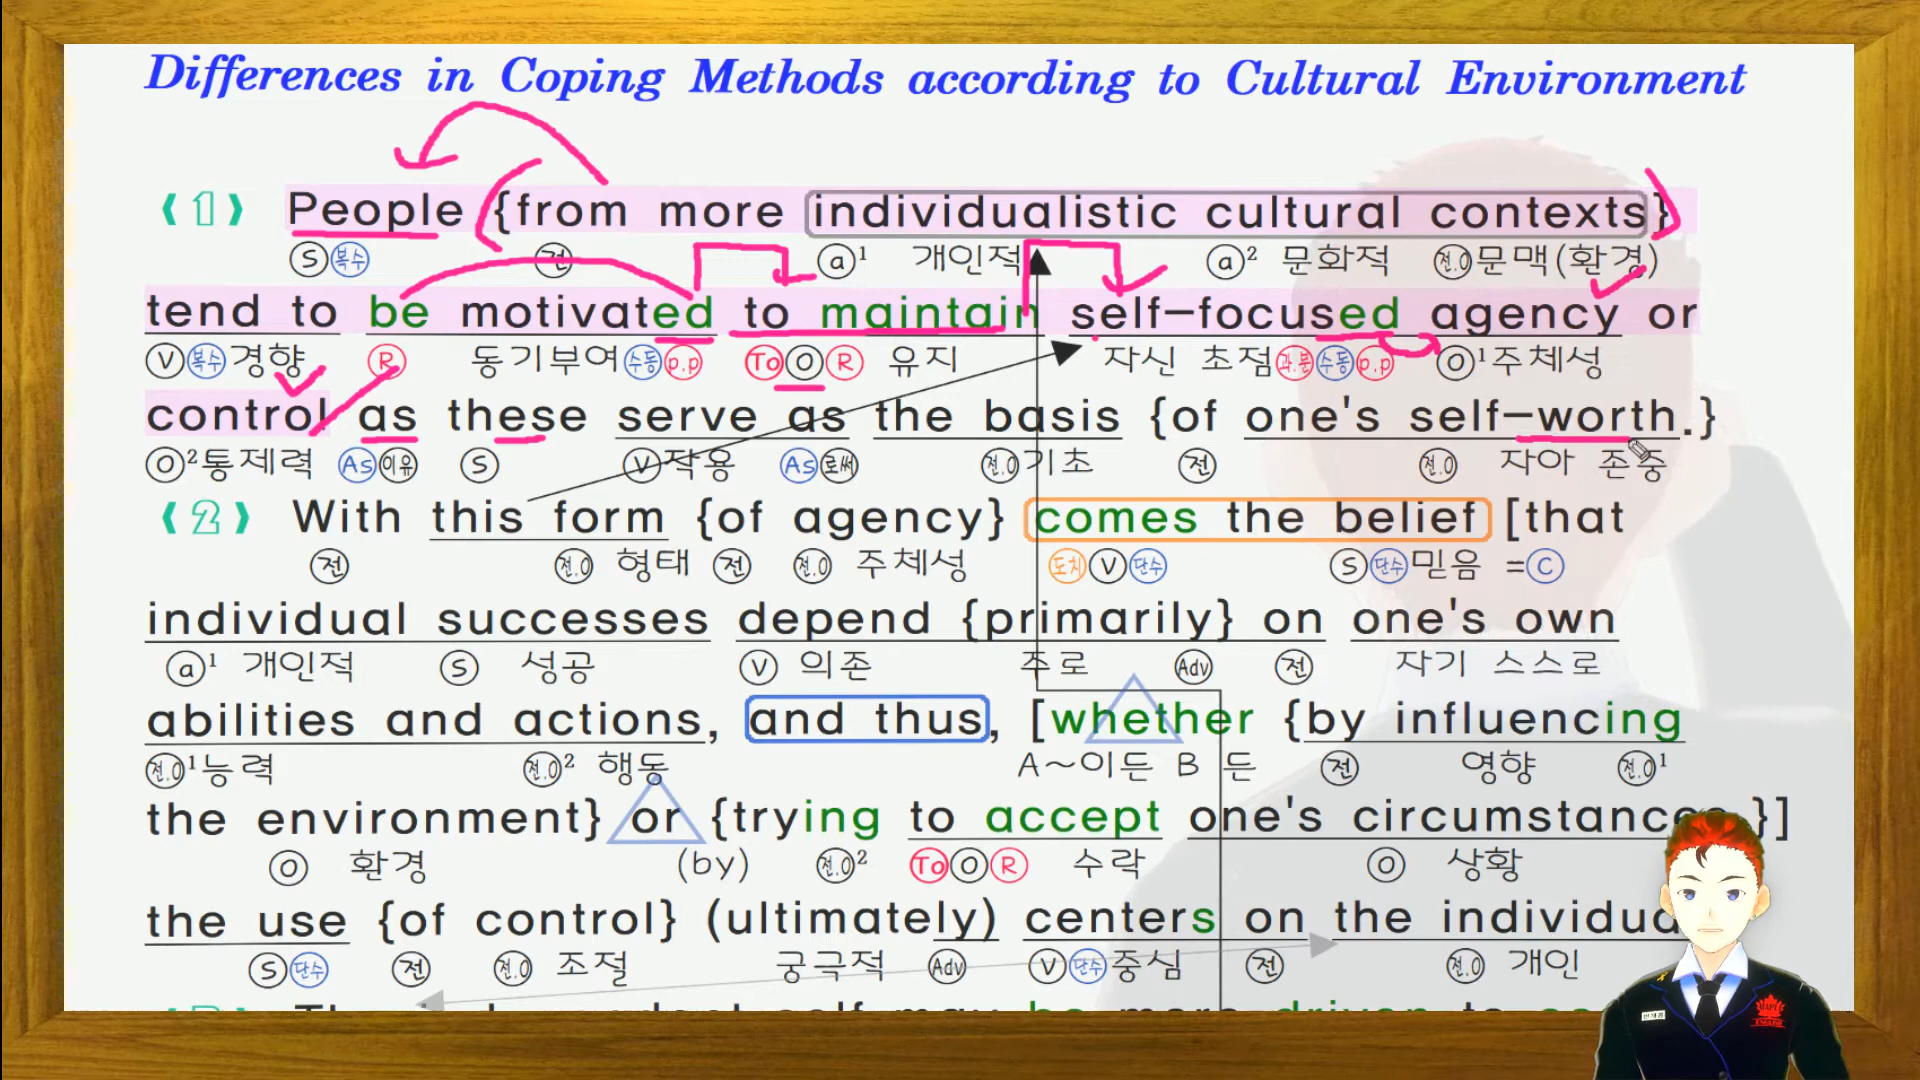 Differences in Coping Methods according to Cultural Environment
⟪1⟫ People {from more individualistic cultural contexts}
Ⓢ 복수 전 ⓐ¹ 개인적 ⓐ² 문화적 전.O 문맥(환경)
tend to be motivated to maintain self-focused agency or
Ⓥ 복수 경향 Ⓡ 동기부여 수동 p.p To Ⓞ Ⓡ 유지 자신 초점 과.분 수동 p.p Ⓞ¹주체성
control as these serve as the basis {of one's self-worth.}
Ⓞ²통제력 As 이유 Ⓢ Ⓥ작용 As 로써 전.O 기초 전 전.O 자아 존중
⟪2⟫ With this form {of agency} comes the belief [that
전 전.O 형태 전 전.O 주체성 도치 Ⓥ 단수 Ⓢ 단수 믿음 =Ⓒ
individual successes depend {primarily} on one's own
ⓐ¹ 개인적 Ⓢ 성공 Ⓥ 의존 주로 Adv 전 자기 스스로
abilities and actions, and thus, [whether {by influencing
전.O¹능력 전.O² 행동 A~이든 B 든 전 영향 전.O¹
the environment} or {trying to accept one's circumstances}]
Ⓞ 환경 (by) 전.O² To Ⓞ Ⓡ 수락 Ⓞ 상황
the use {of control} (ultimately) centers on the individual
Ⓢ 단수 전 전.O 조절 궁극적 Adv Ⓥ 단수 중심 전 전.O 개인